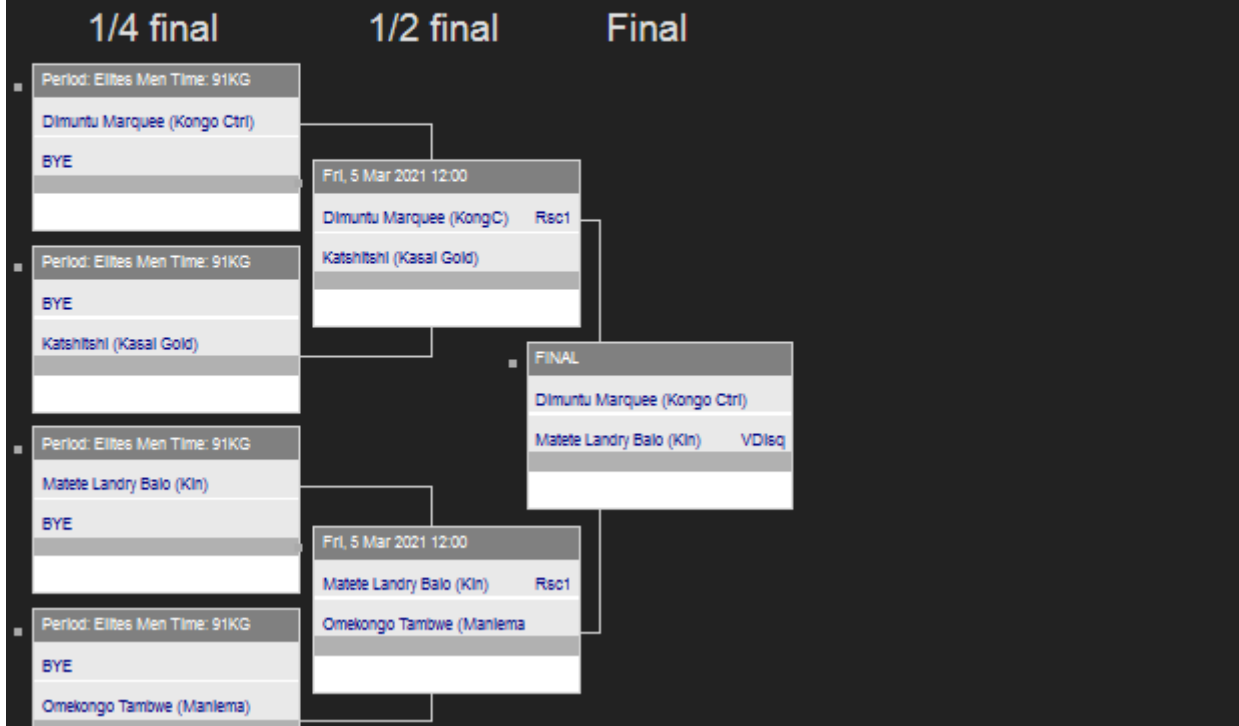 1/4 final 1/2 final Final
Period: Elites Men Time: 91KG
Dimuntu Marquee (Kongo Ctrl)
BYE
Period: Elites Men Time: 91KG
BYE
Katshitshi (Kasai Gold)
Period: Elites Men Time: 91KG
Matete Landry Balo (Kin)
BYE
Period: Elites Men Time: 91KG
BYE
Omekongo Tambwe (Maniema)
Fri, 5 Mar 2021 12:00
Dimuntu Marquee (KongC) Rsc1
Katshitshi (Kasai Gold)
Fri, 5 Mar 2021 12:00
Matete Landry Balo (Kin) Rsc1
Omekongo Tambwe (Maniema
FINAL
Dimuntu Marquee (Kongo Ctrl)
Matete Landry Balo (Kin) VDisq